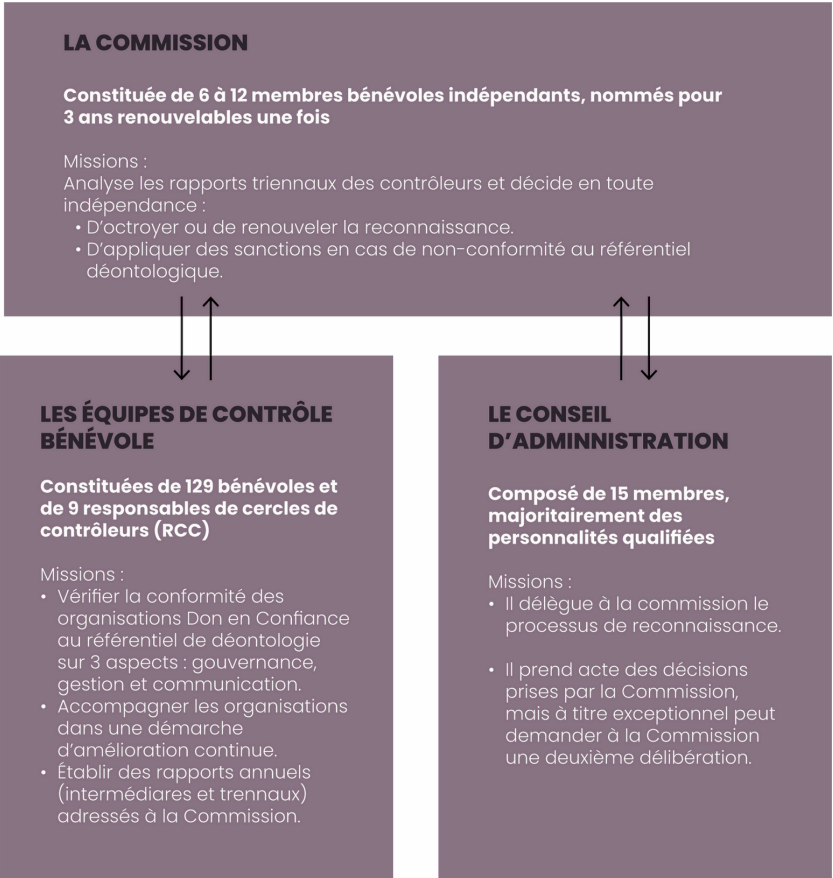 LA COMMISSION
Constituée de 6 à 12 membres bénévoles indépendants, nommés pour
3 ans renouvelables une fois
Missions :
Analyse les rapports triennaux des contrôleurs et décide en toute
indépendance :
• D'octroyer ou de renouveler la reconnaissance.
• D'appliquer des sanctions en cas de non-conformité au référentiel
déontologique.
LES ÉQUIPES DE CONTRÔLE
BÉNÉVOLE
Constituées de 129 bénévoles et
de 9 responsables de cercles de
contrôleurs (RCC)
Missions :
• Vérifier la conformité des
organisations Don en Confiance
au référentiel de déontologie
sur 3 aspects : gouvernance,
gestion et communication.
• Accompagner les organisations
dans une démarche
d'amélioration continue.
• Établir des rapports annuels
(intermédiares et trennaux)
adressés à la Commission.
LE CONSEIL
D'ADMINNISTRATION
Composé de 15 membres,
majoritairement des
personnalités qualifiées
Missions :
• Il délègue à la commission le
processus de reconnaissance.
• Il prend acte des décisions
prises par la Commission,
mais à titre exceptionnel peut
demander à la Commission
une deuxième délibération.